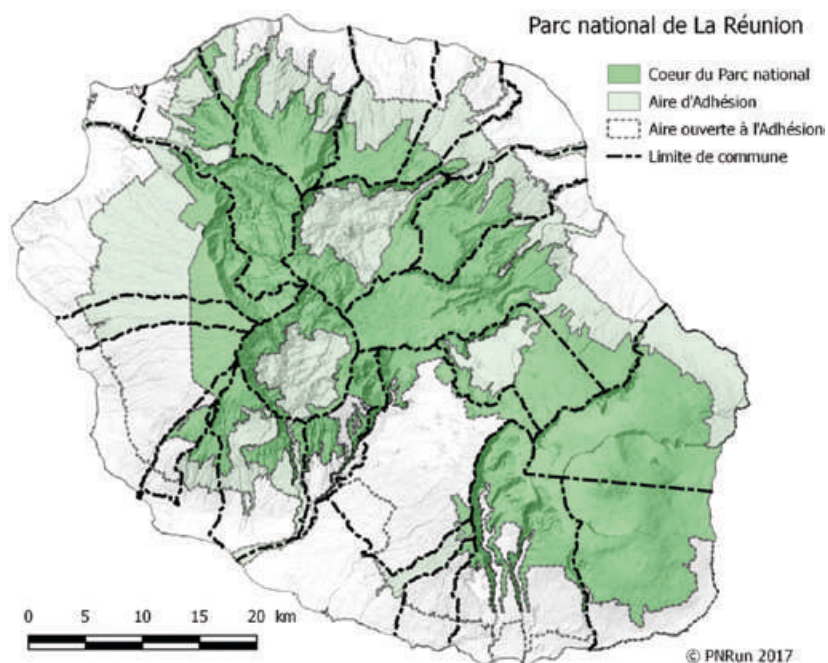 Parc national de La Réunion
Coeur du Parc national
Aire d'Adhésion
Aire ouverte à l'Adhésion
Limite de commune
0 5 10 15 20 km
© PNRun 2017